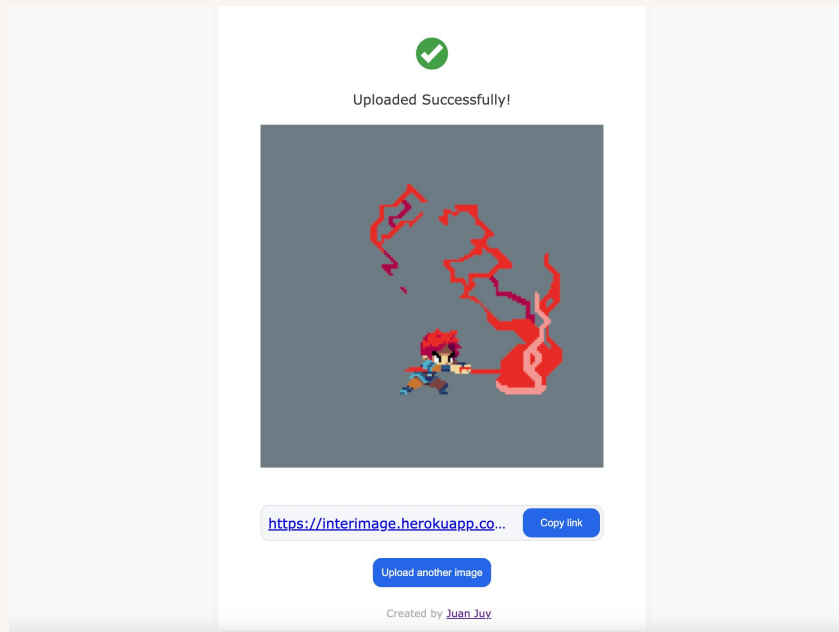 Uploaded Successfully!
https://interimage.herokuapp.co...
Copy link
Upload another image
Created by Juan Juy